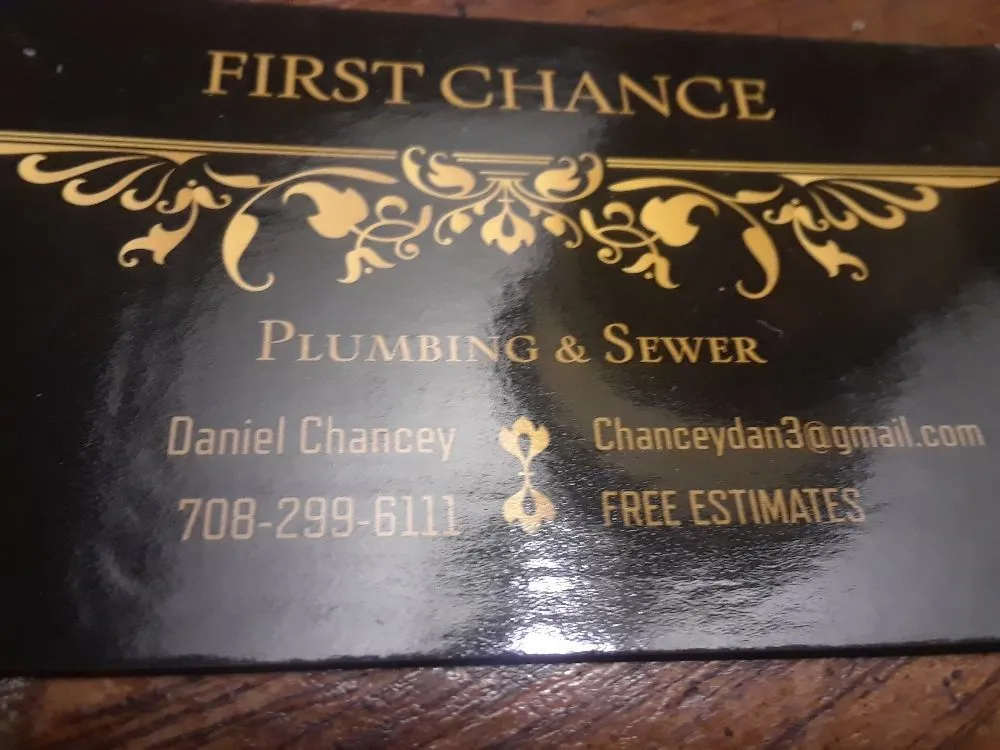 FIRST CHANCE
PLUMBING & SEWER
Daniel Chancey
Chanceydan3@gmail.com
708-299-6111
FREE ESTIMATES